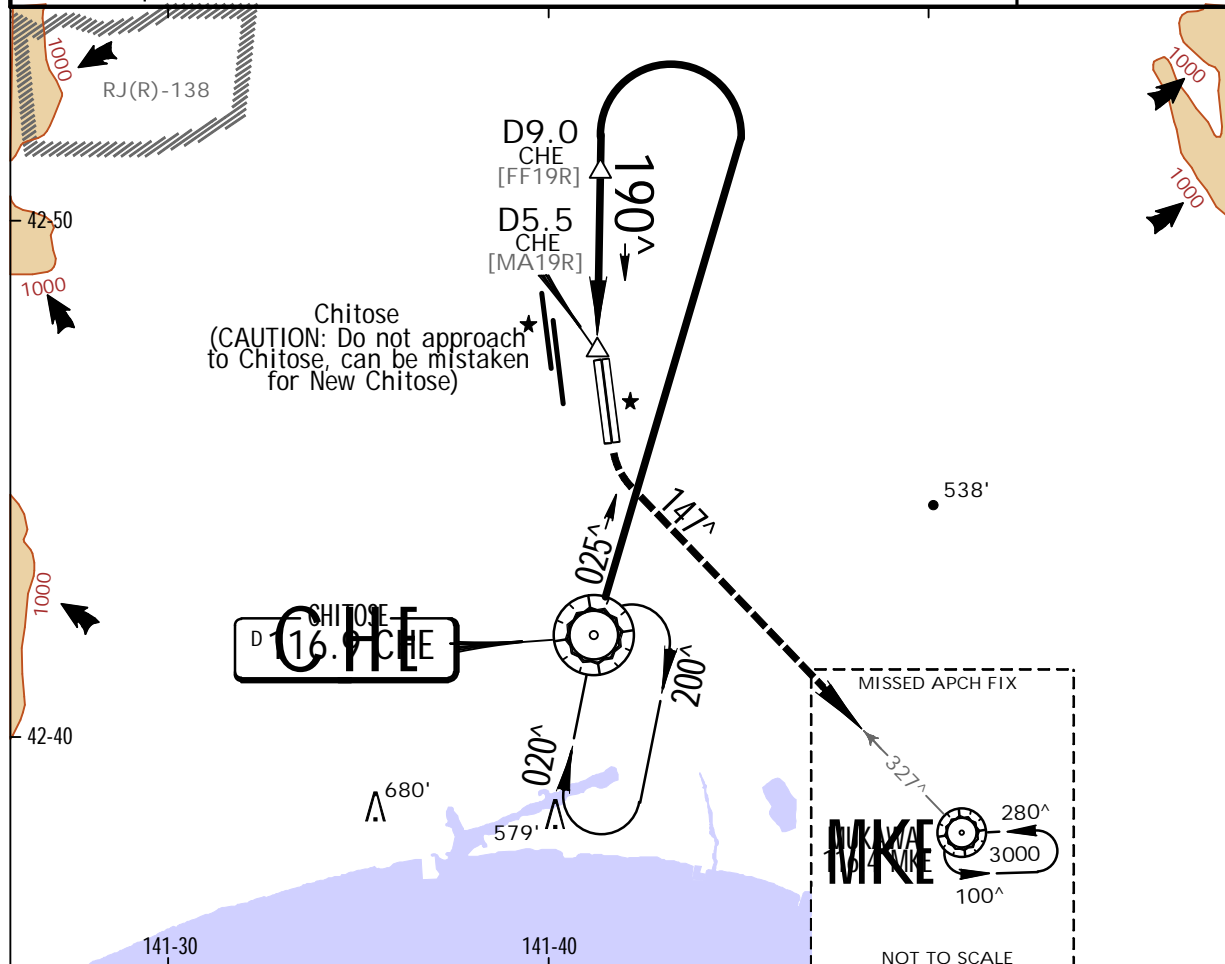 1000
RJ(R)-138
D9.0
CHE
[FF19R]
190^
1000
42-50
D5.5
CHE
[MA19R]
1000
1000
Chitose
(CAUTION: Do not approach
to Chitose, can be mistaken
for New Chitose)
147^
538'
025^
1000
CHITOSE
D 116.9 CHE
CHE
200^
MISSED APCH FIX
42-40
020^
327^
680'
579'
MKE
280^
3000
100^
141-30
141-40
NOT TO SCALE